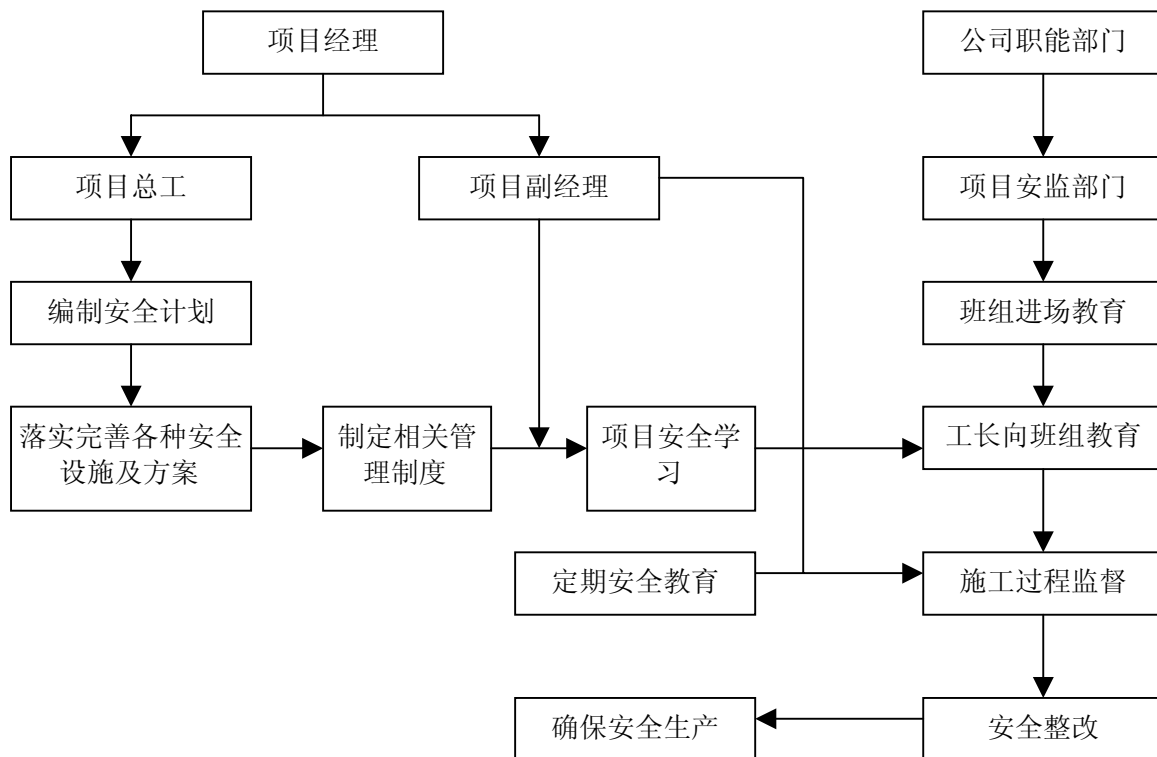 项目经理
公司职能部门
项目总工
项目副经理
项目安监部门
编制安全计划
班组进场教育
落实完善各种安全
设施及方案
制定相关管
理制度
项目安全学
习
工长向班组教育
定期安全教育
施工过程监督
确保安全生产
安全整改